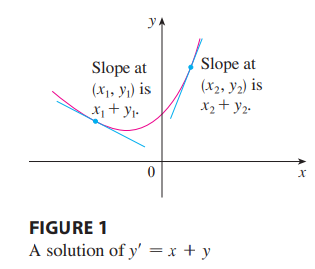 y
Slope at
(x₁, y₁) is
x₁ + y₁.
Slope at
(x₂, y₂) is
x₂ + y₂.
0
x
FIGURE 1
A solution of y′ = x + y